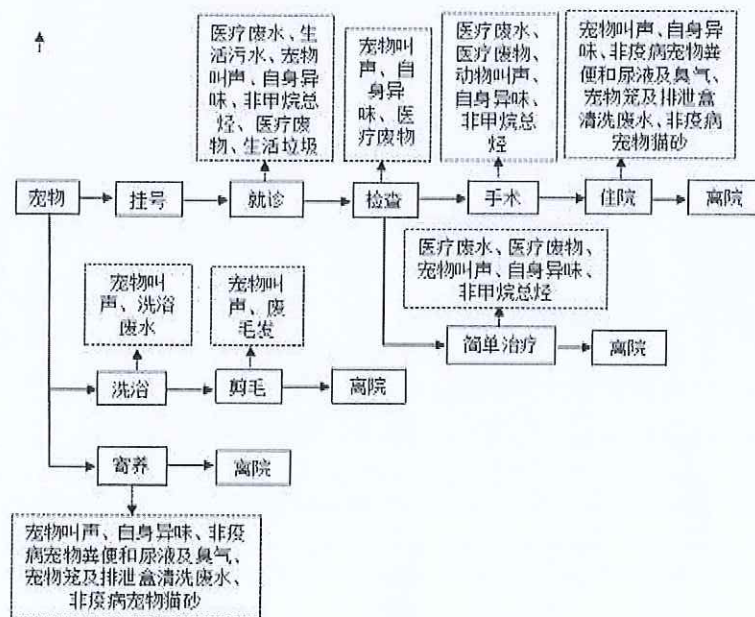 医疗废水、生
活污水、宠物
叫声、自身异
味、非甲烷总
烃、医疗废
物、生活垃圾
宠物叫
声、自
身异
味、医
疗废物
医疗废水、
医疗废物、
动物叫声、
自身异味、
非甲烷总
烃
宠物叫声、自身异
味、非疫病宠物粪
便和尿液及臭气、
宠物笼及排泄盒
清洗废水、非疫病
宠物猫砂
宠物
挂号
就诊
检查
手术
住院
离院
医疗废水、医疗废物、
宠物叫声、自身异味、
非甲烷总烃
简单治疗
离院
宠物叫
声、洗浴
废水
宠物叫
声、废
毛发
洗浴
剪毛
离院
寄养
离院
宠物叫声、自身异味、非疫
病宠物粪便和尿液及臭气、
宠物笼及排泄盒清洗废水、
非疫病宠物猫砂